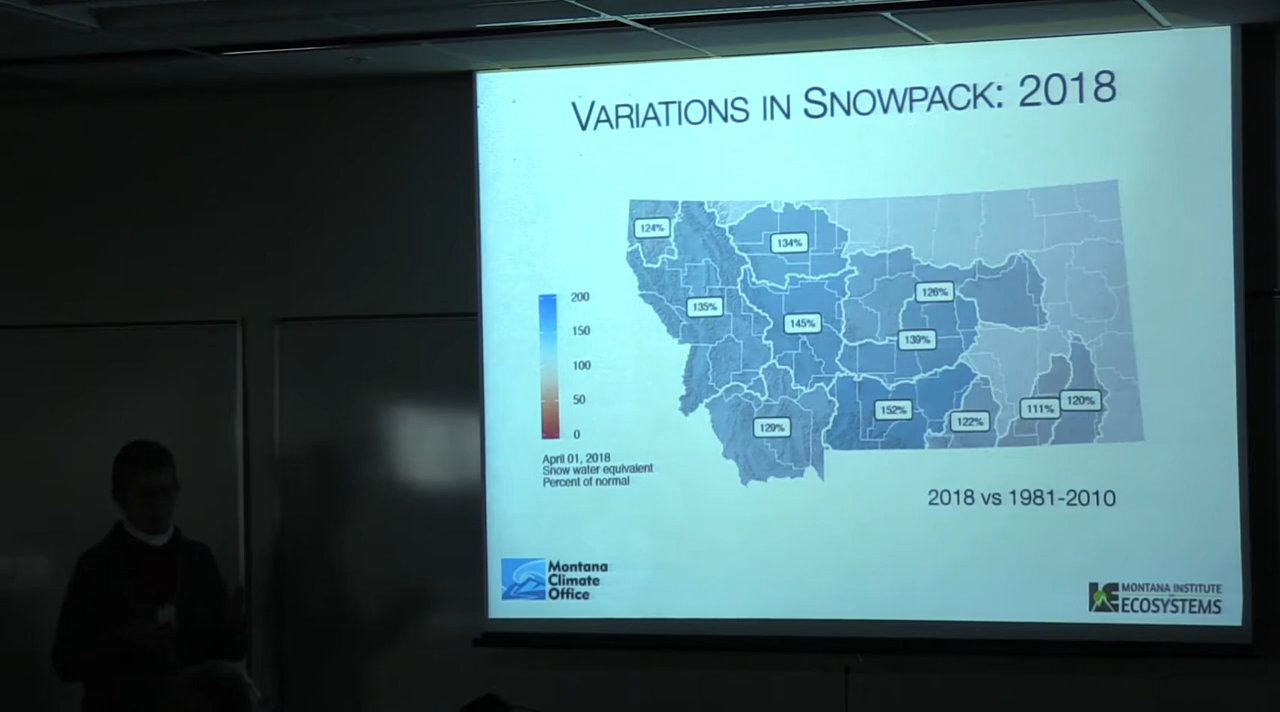 VARIATIONS IN SNOWPACK: 2018
124%
134%
135%
145%
126%
139%
152%
129%
122%
111%
120%
200
150
100
50
0
April 01, 2018
Snow water equivalent
Percent of normal
2018 vs 1981-2010
Montana
Climate
Office
MONTANA INSTITUTE
ECOSYSTEMS